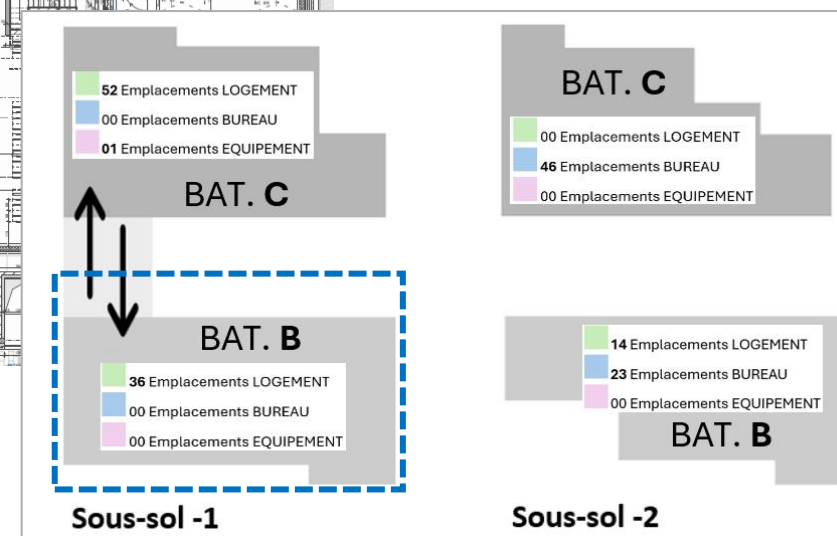 52 Emplacements LOGEMENT
00 Emplacements BUREAU
01 Emplacements EQUIPEMENT
BAT. C
BAT. B
36 Emplacements LOGEMENT
00 Emplacements BUREAU
00 Emplacements EQUIPEMENT
Sous-sol -1
BAT. C
00 Emplacements LOGEMENT
46 Emplacements BUREAU
00 Emplacements EQUIPEMENT
14 Emplacements LOGEMENT
23 Emplacements BUREAU
00 Emplacements EQUIPEMENT
BAT. B
Sous-sol -2